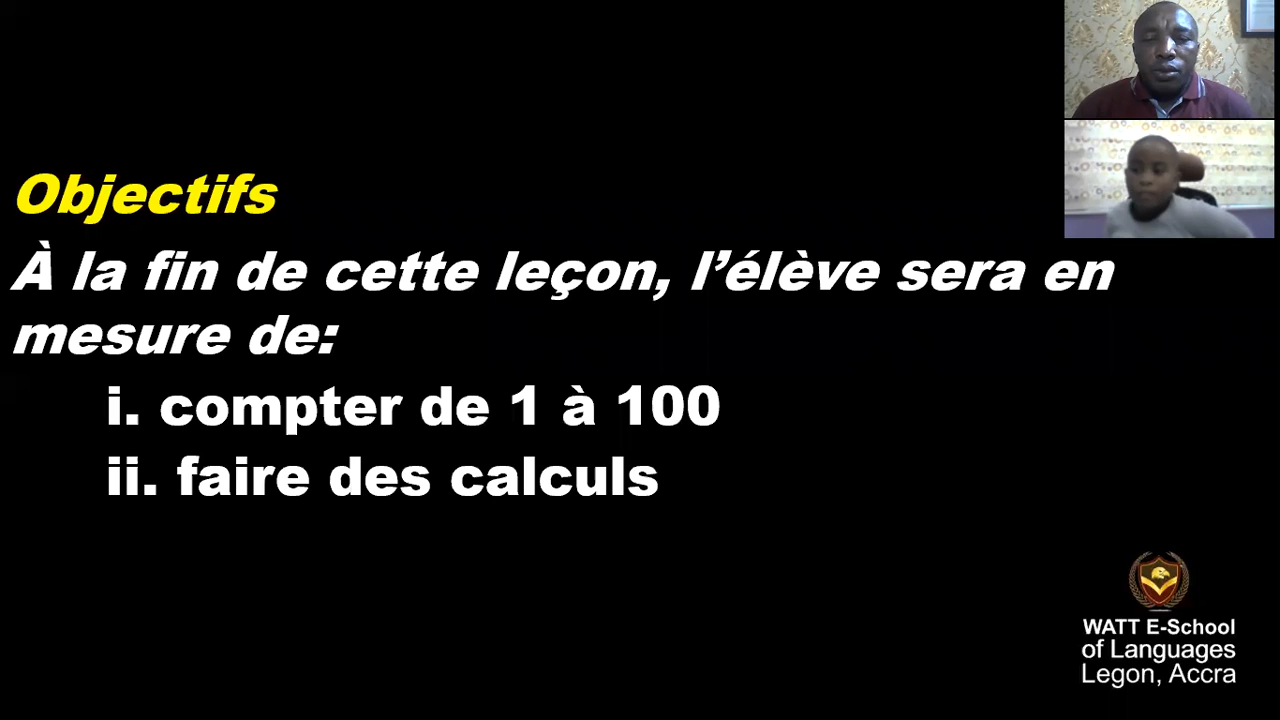 Objectifs
À la fin de cette leçon, l’élève sera en
mesure de:
i. compter de 1 à 100
ii. faire des calculs
WATT E-School
of Languages
Legon, Accra